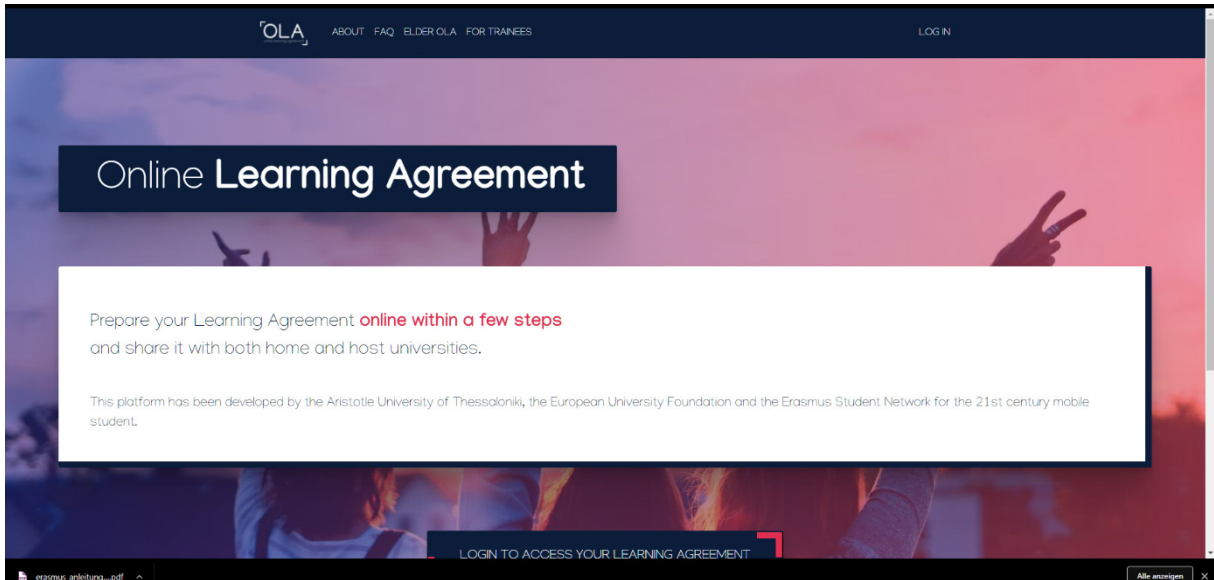 OLA
ABOUT FAQ ELDER OLA FOR TRAINEES
LOG IN
Online Learning Agreement
Prepare your Learning Agreement online within a few steps
and share it with both home and host universities.
This platform has been developed by the Aristotle University of Thessaloniki, the European University Foundation and the Erasmus Student Network for the 21st century mobile
student.
LOGIN TO ACCESS YOUR LEARNING AGREEMENT
erasmus_anleitung....pdf
Alle anzeigen